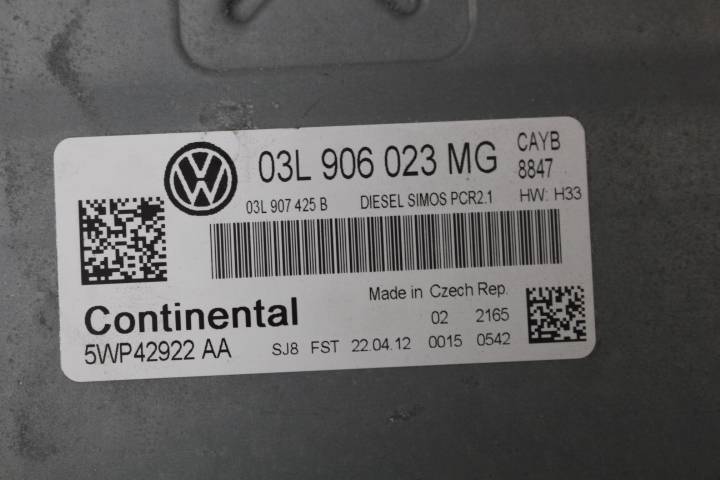 03L 906 023 MG CAYB
8847
03L 907 425 B DIESEL SIMOS PCR2.1 HW: H33
Continental Made in Czech Rep.
02 2165
5WP42922 AA SJ8 FST 22.04.12 0015 0542